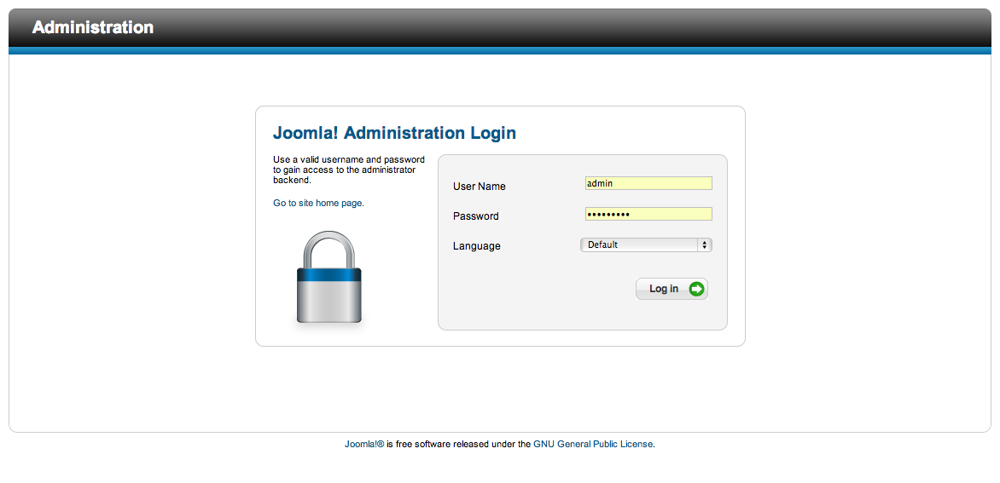 Administration
Joomla! Administration Login
Use a valid username and password
to gain access to the administrator
backend.
Go to site home page.
User Name
admin
Password
•••••••••
Language
Default
Log in
Joomla!® is free software released under the GNU General Public License.